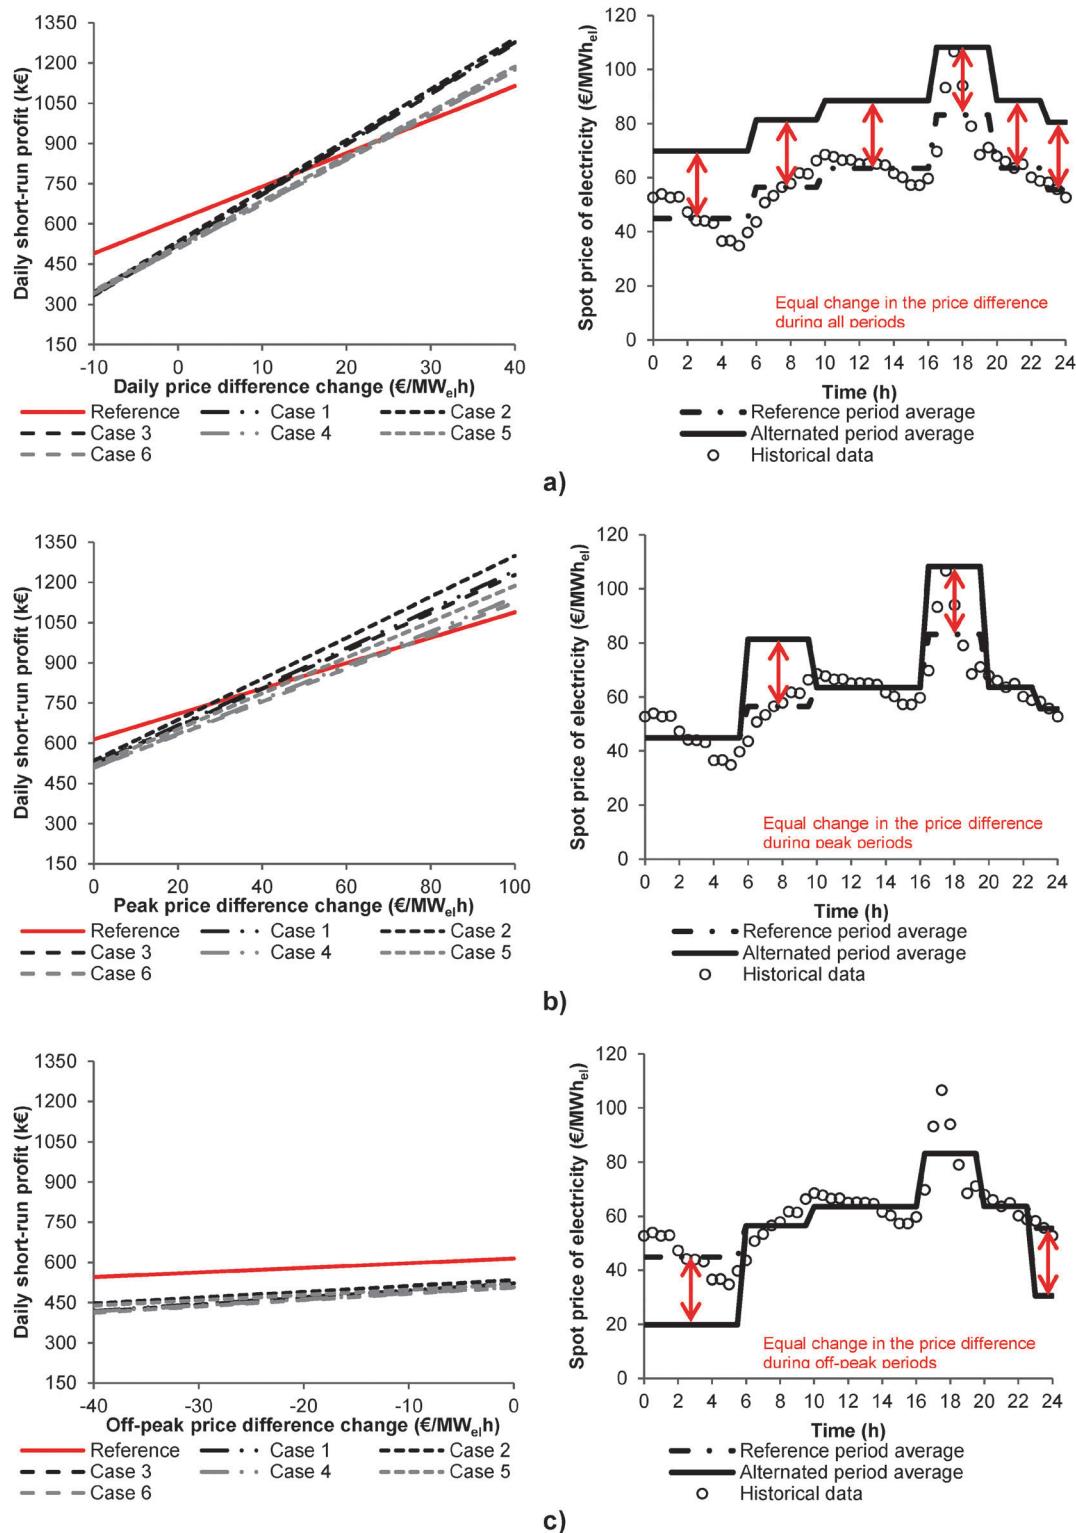 1350
1200
1050
900
750
600
450
300
150
Daily short-run profit (k€)
-10 0 10 20 30 40
Daily price difference change (€/MWelh)
Reference Case 1 Case 2
Case 3 Case 4 Case 5
Case 6
120
100
80
60
40
20
0
Spot price of electricity (€/MWhel)
Equal change in the price difference
during all periods
0 2 4 6 8 10 12 14 16 18 20 22 24
Time (h)
Reference period average
Alternated period average
Historical data
a)
1350
1200
1050
900
750
600
450
300
150
Daily short-run profit (k€)
0 20 40 60 80 100
Peak price difference change (€/MWelh)
Reference Case 1 Case 2
Case 3 Case 4 Case 5
Case 6
120
100
80
60
40
20
0
Spot price of electricity (€/MWhel)
Equal change in the price difference
during peak periods
0 2 4 6 8 10 12 14 16 18 20 22 24
Time (h)
Reference period average
Alternated period average
Historical data
b)
1350
1200
1050
900
750
600
450
300
150
Daily short-run profit (k€)
-40 -30 -20 -10 0
Off-peak price difference change (€/MWelh)
Reference Case 1 Case 2
Case 3 Case 4 Case 5
Case 6
120
100
80
60
40
20
0
Spot price of electricity (€/MWhel)
Equal change in the price difference
during off-peak periods
0 2 4 6 8 10 12 14 16 18 20 22 24
Time (h)
Reference period average
Alternated period average
Historical data
c)